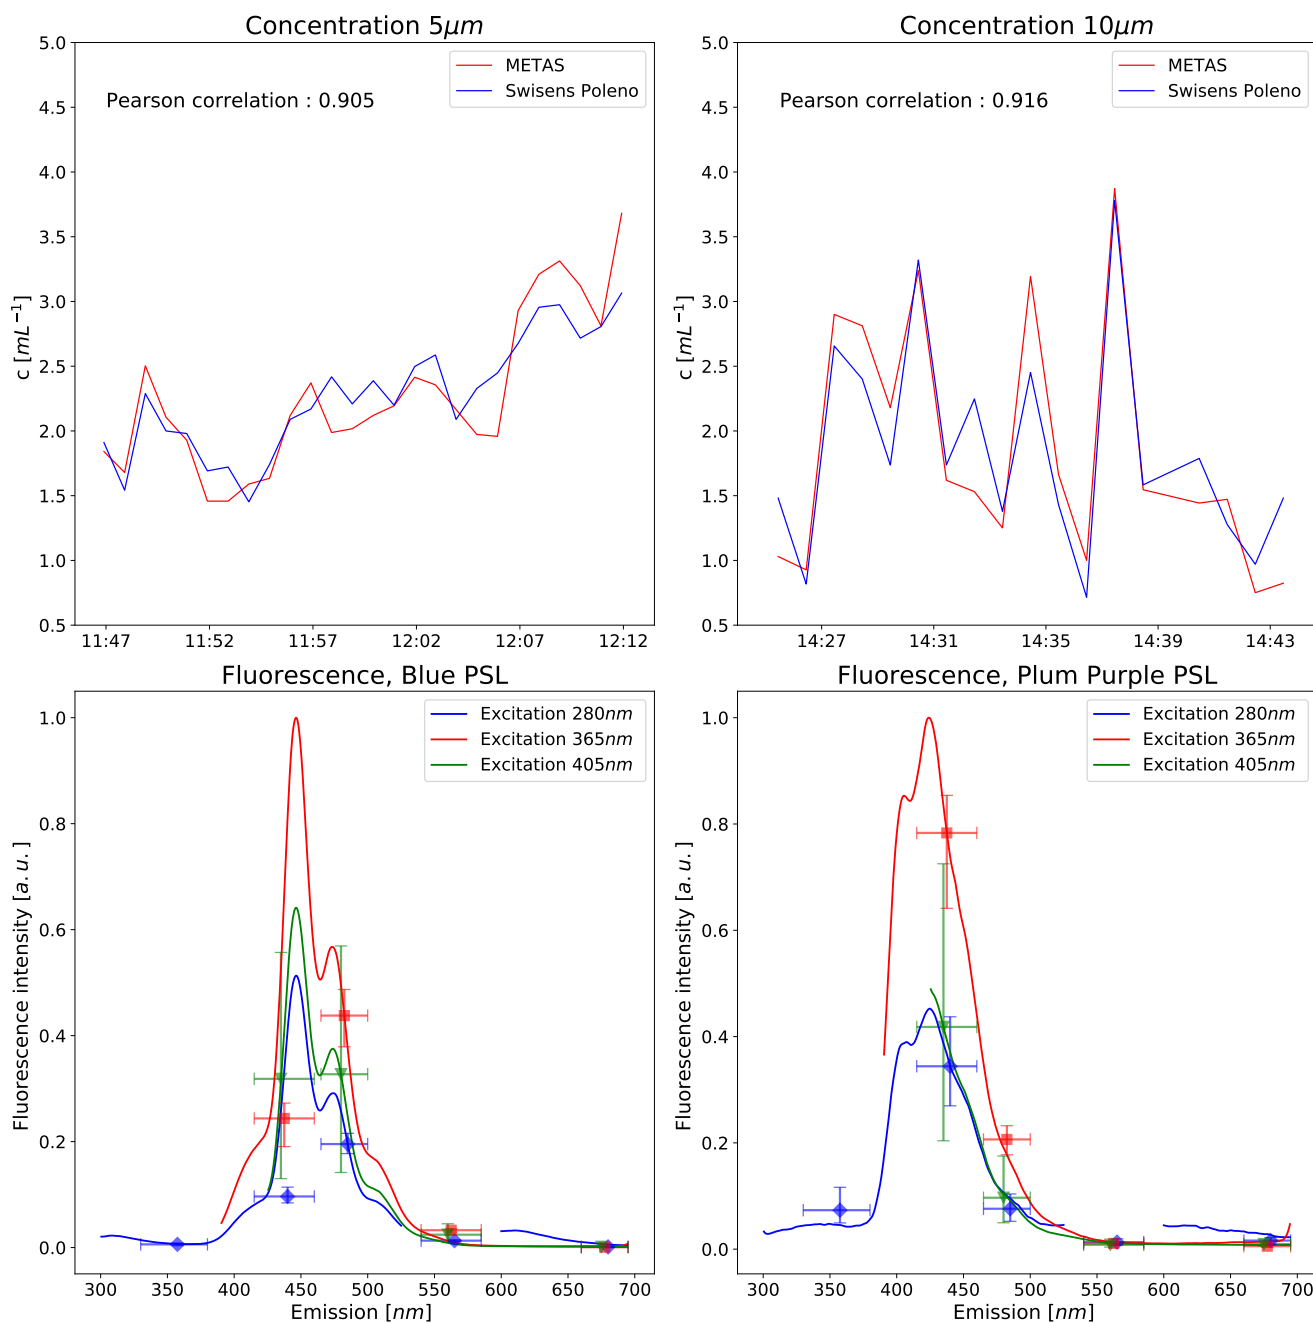 Concentration 5μm
5.0
4.5
4.0
3.5
3.0
2.5
2.0
1.5
1.0
0.5
c [mL⁻¹]
METAS
Swisens Poleno
Pearson correlation : 0.905
11:47 11:52 11:57 12:02 12:07 12:12
Concentration 10μm
5.0
4.5
4.0
3.5
3.0
2.5
2.0
1.5
1.0
0.5
c [mL⁻¹]
METAS
Swisens Poleno
Pearson correlation : 0.916
14:27 14:31 14:35 14:39 14:43
Fluorescence, Blue PSL
1.0
0.8
0.6
0.4
0.2
0.0
Fluorescence intensity [a.u.]
Excitation 280nm
Excitation 365nm
Excitation 405nm
300 350 400 450 500 550 600 650 700
Emission [nm]
Fluorescence, Plum Purple PSL
1.0
0.8
0.6
0.4
0.2
0.0
Fluorescence intensity [a.u.]
Excitation 280nm
Excitation 365nm
Excitation 405nm
300 350 400 450 500 550 600 650 700
Emission [nm]